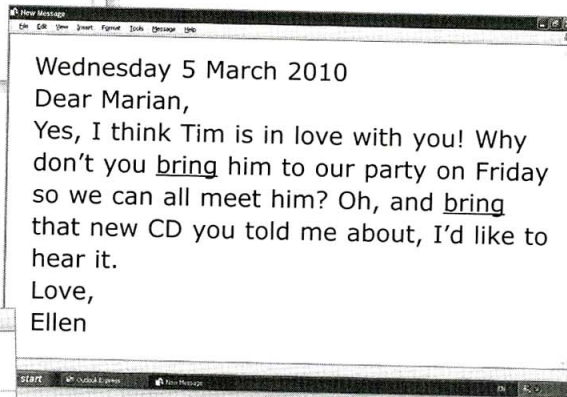 New Message
File Edit View Insert Format Tools Message Help
Wednesday 5 March 2010
Dear Marian,
Yes, I think Tim is in love with you! Why
don't you bring him to our party on Friday
so we can all meet him? Oh, and bring
that new CD you told me about, I'd like to
hear it.
Love,
Ellen
start Outlook Express New Message EN